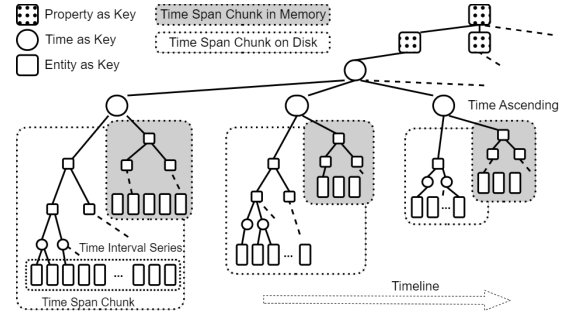 Property as Key
Time Span Chunk in Memory
Time as Key
Time Span Chunk on Disk
Entity as Key
Time Ascending
Time Interval Series
...
...
...
Time Span Chunk
Timeline